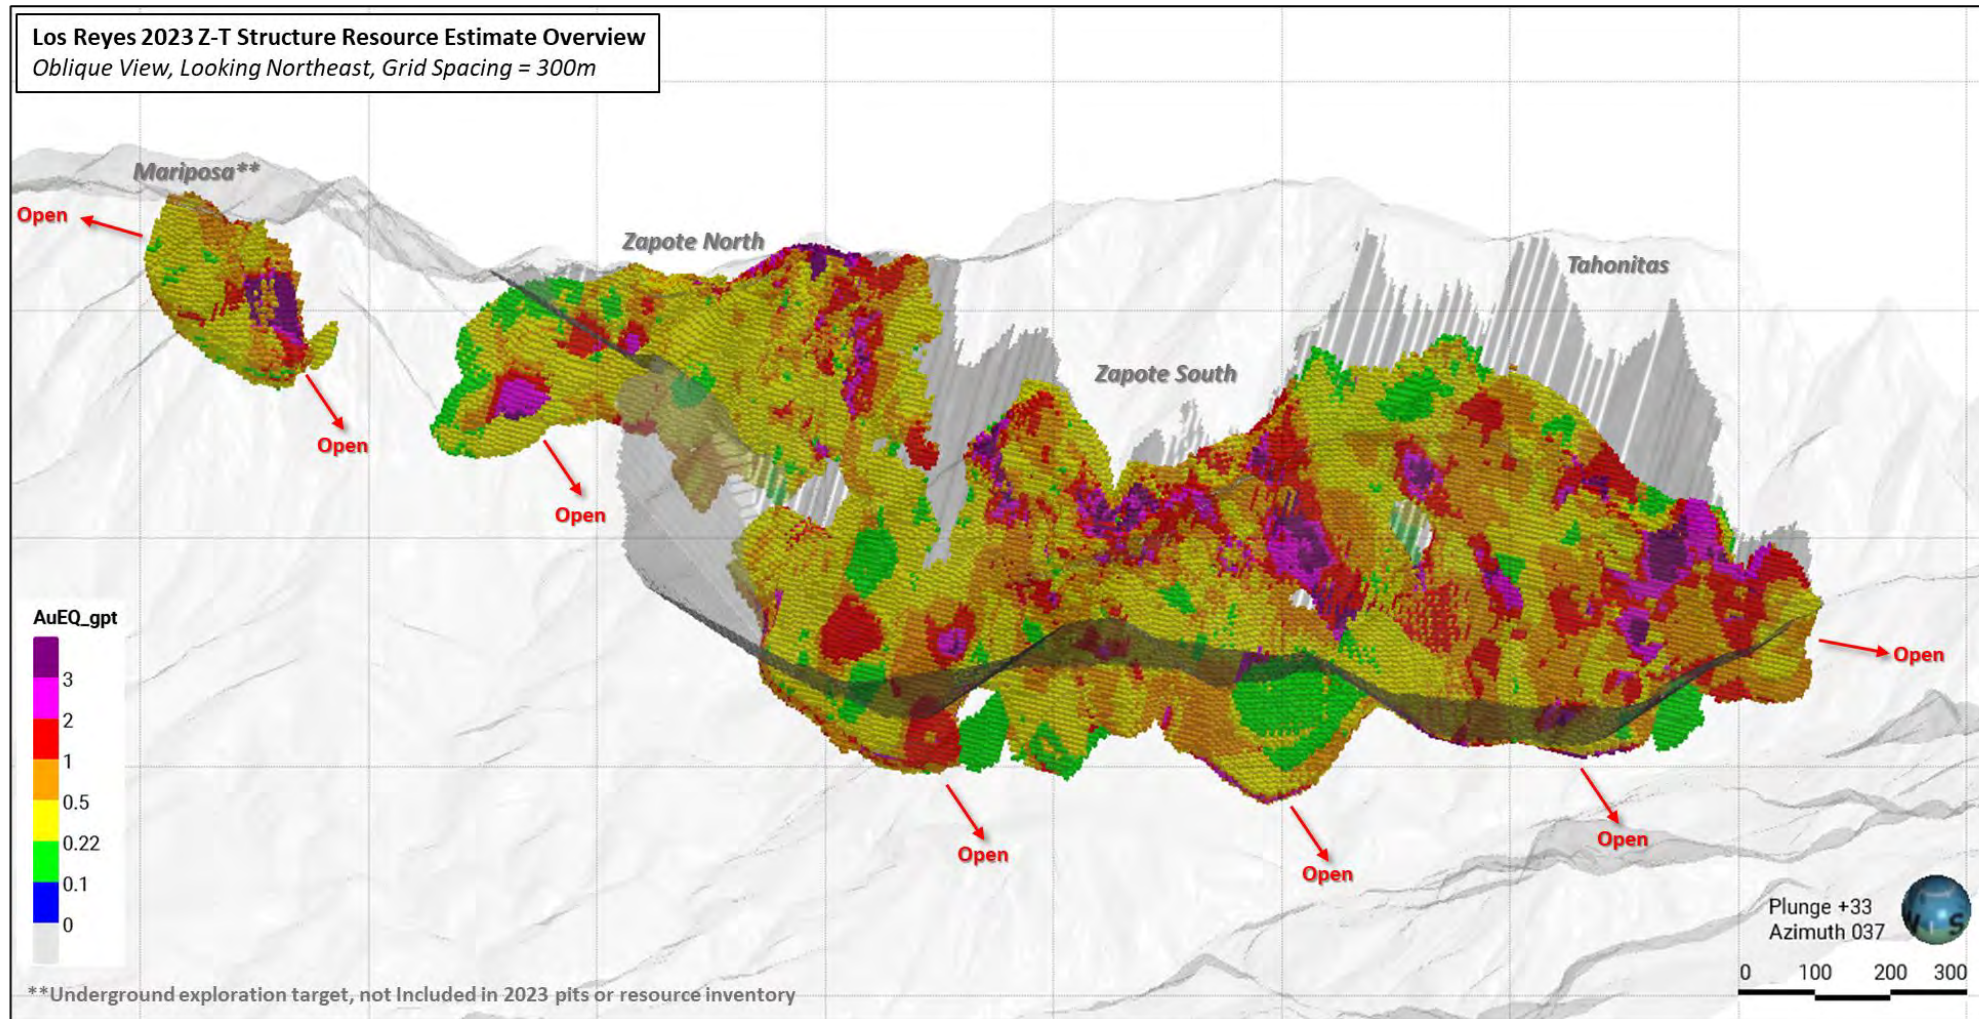 Los Reyes 2023 Z-T Structure Resource Estimate Overview
Oblique View, Looking Northeast, Grid Spacing = 300m
Mariposa**
Open
Open
Zapote North
Open
Zapote South
Tahonitas
Open
Open
Open
Open
AuEQ_gpt
3
2
1
0.5
0.22
0.1
0
Plunge +33
Azimuth 037
W S
0 100 200 300
**Underground exploration target, not Included in 2023 pits or resource inventory